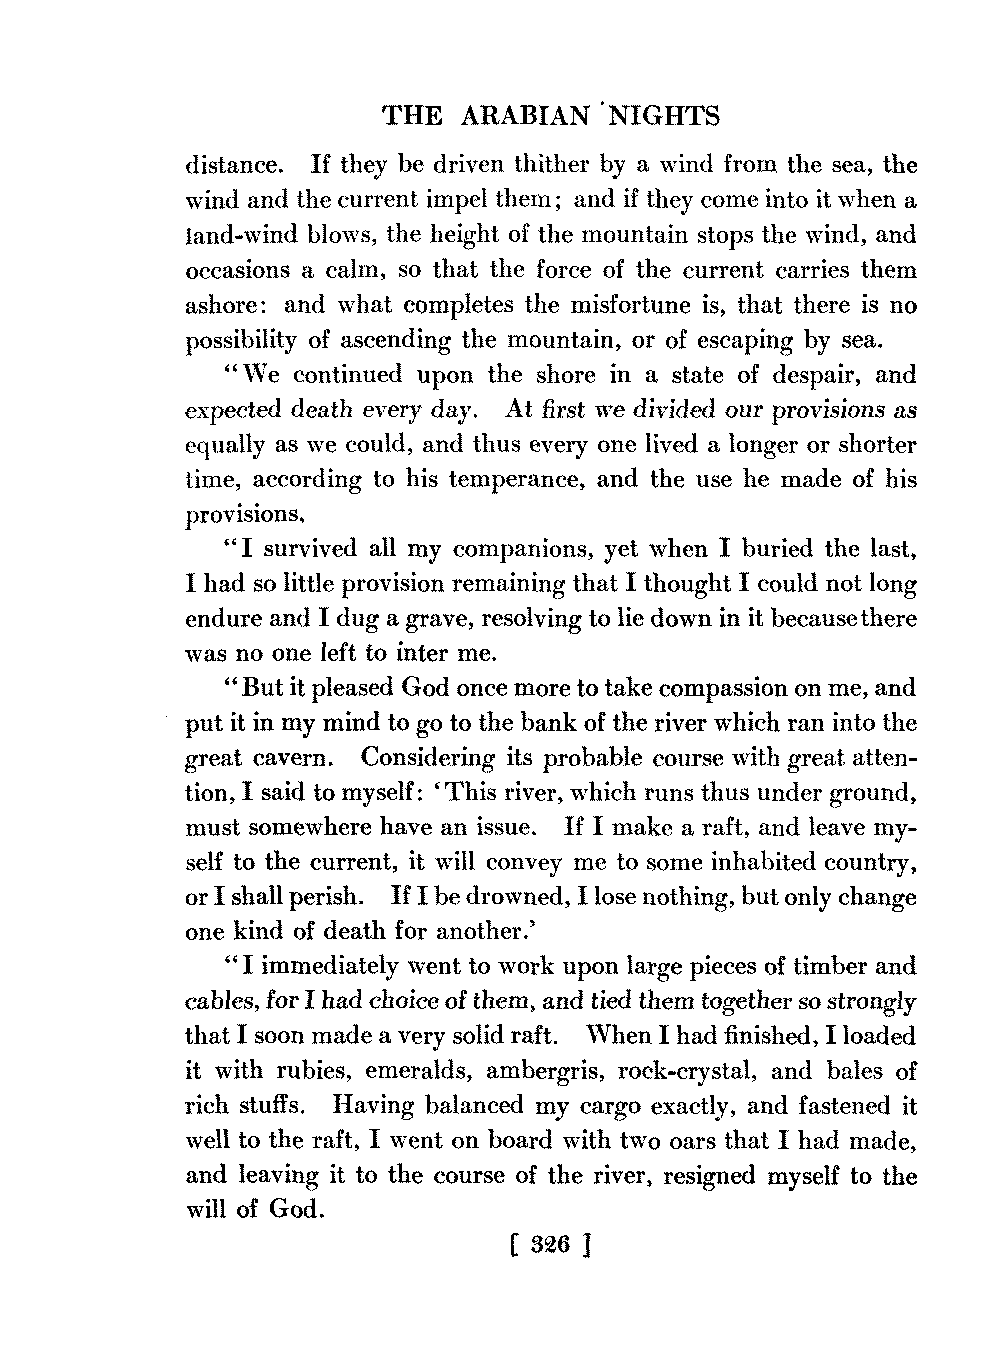 THE ARABIAN NIGHTS
distance. If they be driven thither by a wind from the sea, the
wind and the current impel them; and if they come into it when a
land-wind blows, the height of the mountain stops the wind, and
occasions a calm, so that the force of the current carries them
ashore: and what completes the misfortune is, that there is no
possibility of ascending the mountain, or of escaping by sea.
“We continued upon the shore in a state of despair, and
expected death every day. At first we divided our provisions as
equally as we could, and thus every one lived a longer or shorter
time, according to his temperance, and the use he made of his
provisions.
“I survived all my companions, yet when I buried the last,
I had so little provision remaining that I thought I could not long
endure and I dug a grave, resolving to lie down in it because there
was no one left to inter me.
“But it pleased God once more to take compassion on me, and
put it in my mind to go to the bank of the river which ran into the
great cavern. Considering its probable course with great atten-
tion, I said to myself: ‘This river, which runs thus under ground,
must somewhere have an issue. If I make a raft, and leave my-
self to the current, it will convey me to some inhabited country,
or I shall perish. If I be drowned, I lose nothing, but only change
one kind of death for another.’
“I immediately went to work upon large pieces of timber and
cables, for I had choice of them, and tied them together so strongly
that I soon made a very solid raft. When I had finished, I loaded
it with rubies, emeralds, ambergris, rock-crystal, and bales of
rich stuffs. Having balanced my cargo exactly, and fastened it
well to the raft, I went on board with two oars that I had made,
and leaving it to the course of the river, resigned myself to the
will of God.
[ 326 ]